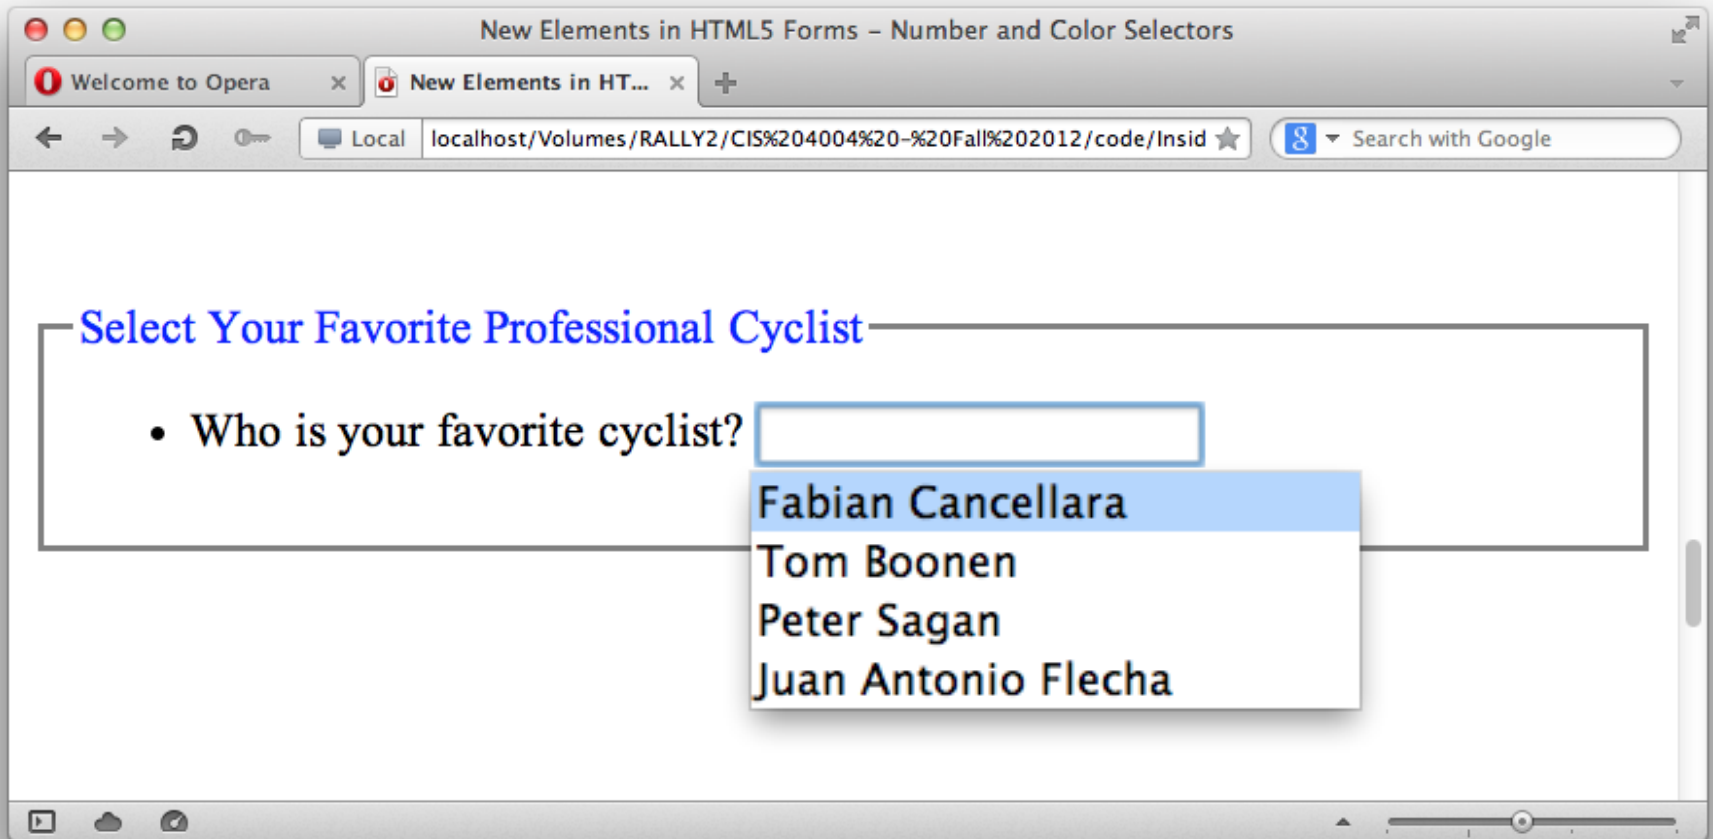 New Elements in HTML5 Forms – Number and Color Selectors
Welcome to Opera
New Elements in HT...
Local localhost/Volumes/RALLY2/CIS%204004%20-%20Fall%202012/code/Insid
Search with Google
Select Your Favorite Professional Cyclist
• Who is your favorite cyclist?
Fabian Cancellara
Tom Boonen
Peter Sagan
Juan Antonio Flecha